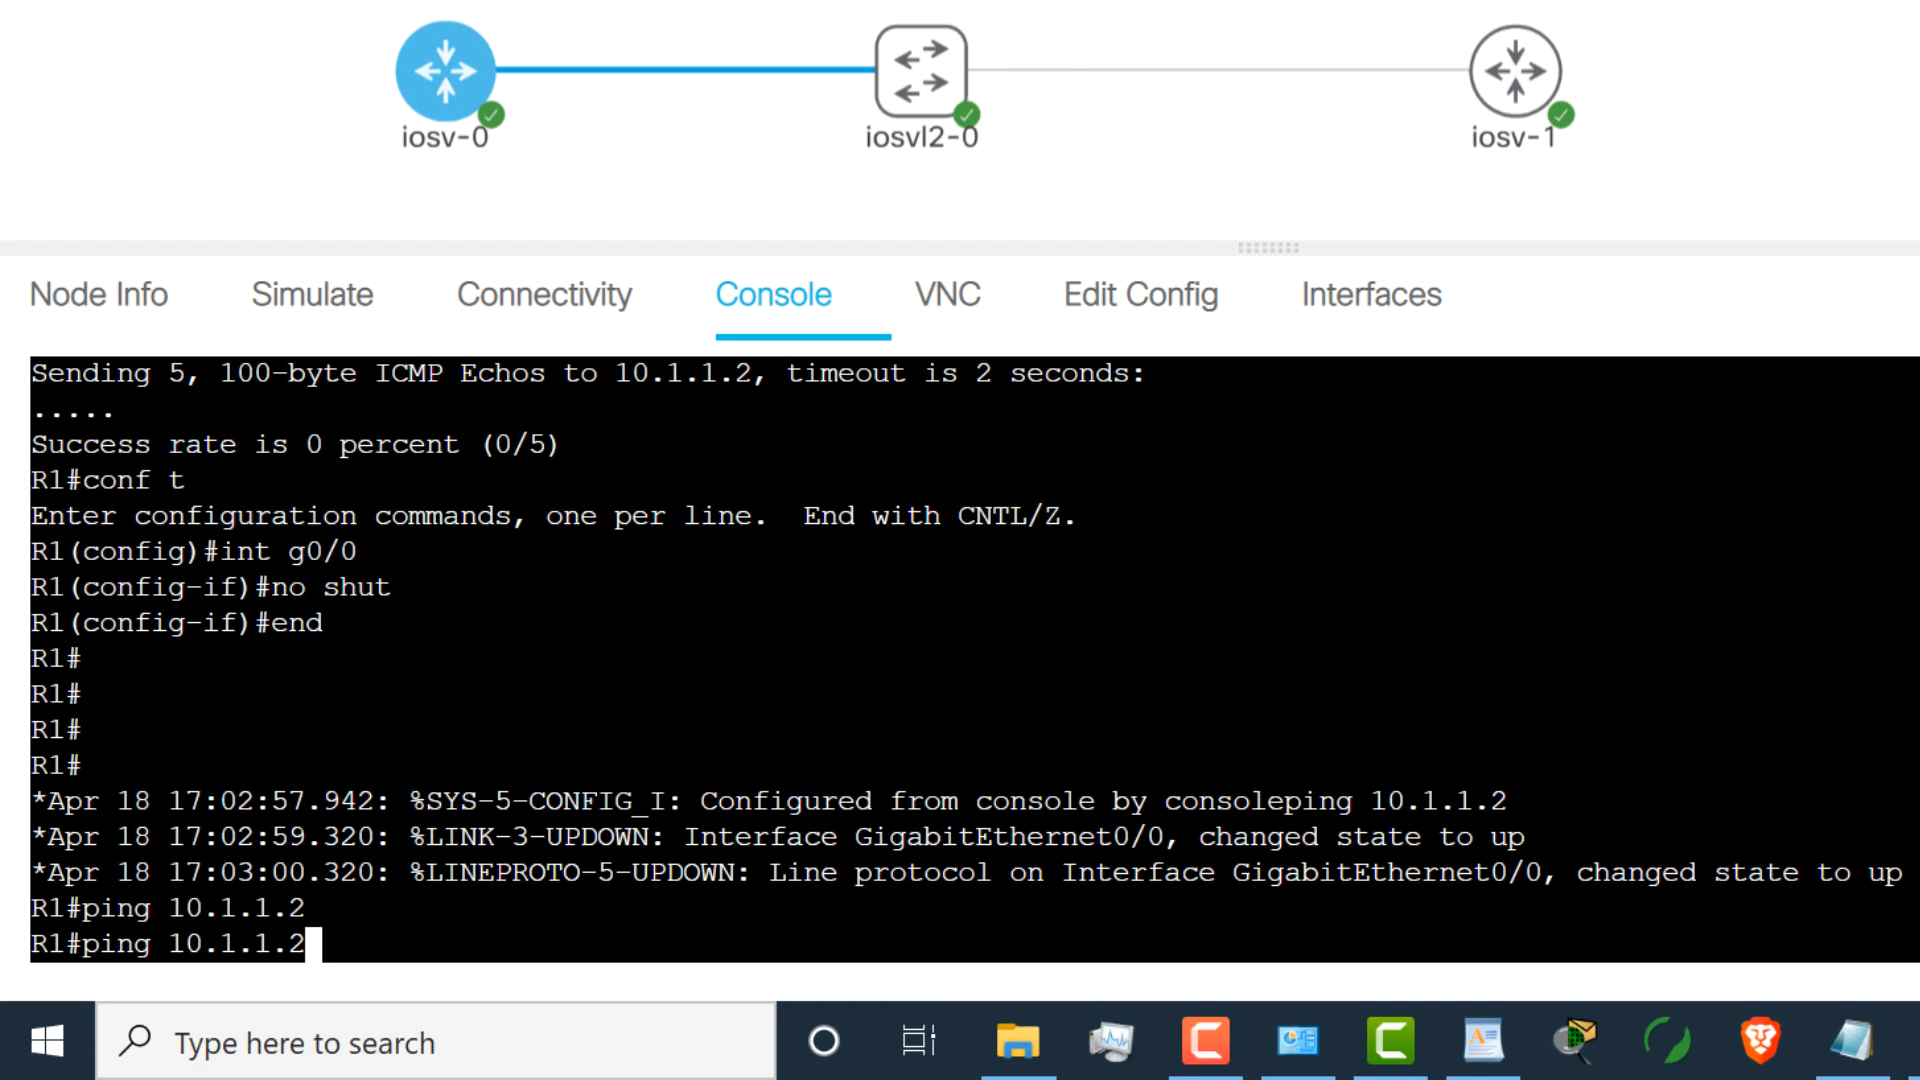 iosv-0
iosvl2-0
iosv-1
Node Info
Simulate
Connectivity
Console
VNC
Edit Config
Interfaces
Sending 5, 100-byte ICMP Echos to 10.1.1.2, timeout is 2 seconds:
.....
Success rate is 0 percent (0/5)
R1#conf t
Enter configuration commands, one per line.  End with CNTL/Z.
R1(config)#int g0/0
R1(config-if)#no shut
R1(config-if)#end
R1#
R1#
R1#
R1#
*Apr 18 17:02:57.942: %SYS-5-CONFIG_I: Configured from console by consoleping 10.1.1.2
*Apr 18 17:02:59.320: %LINK-3-UPDOWN: Interface GigabitEthernet0/0, changed state to up
*Apr 18 17:03:00.320: %LINEPROTO-5-UPDOWN: Line protocol on Interface GigabitEthernet0/0, changed state to up
R1#ping 10.1.1.2
R1#ping 10.1.1.2
Type here to search